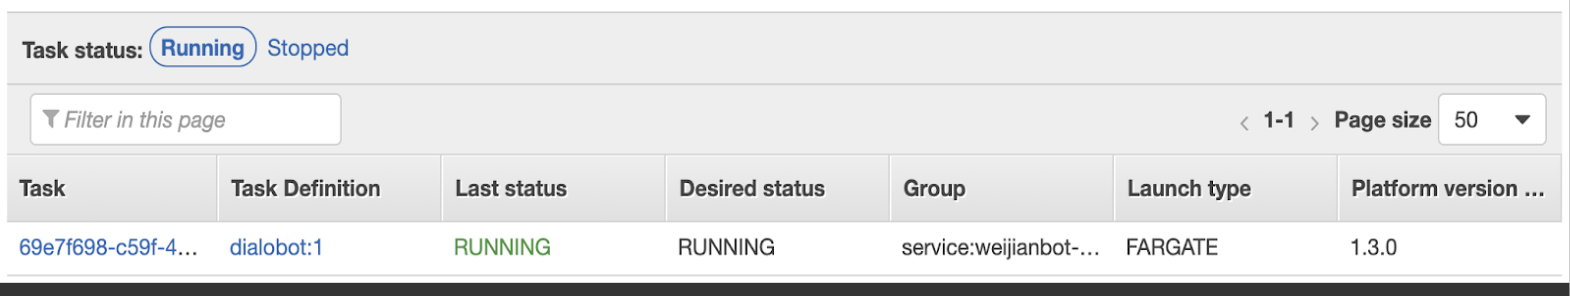 Task status: Running Stopped
Filter in this page
< 1-1 > Page size 50
Task Task Definition Last status Desired status Group Launch type Platform version ...
69e7f698-c59f-4... dialobot:1 RUNNING RUNNING service:weijianbot-... FARGATE 1.3.0